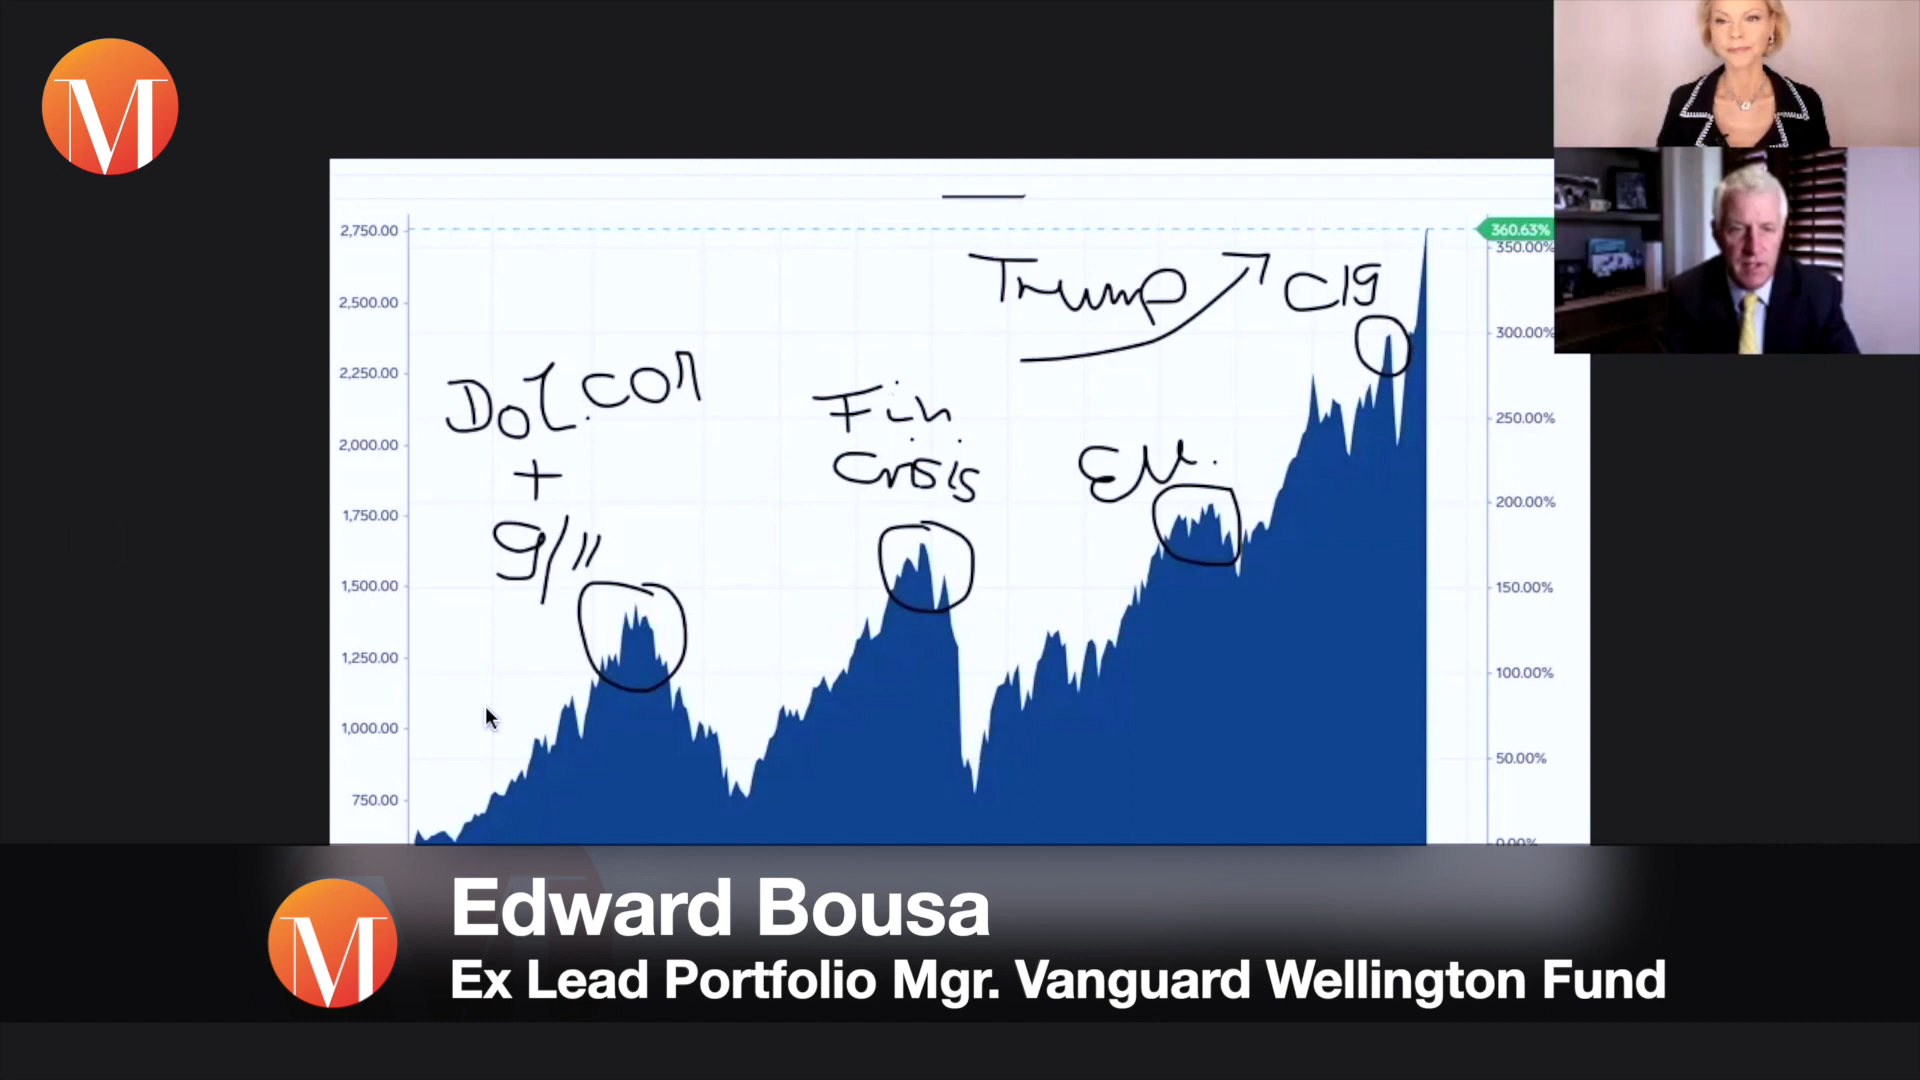 M
2,750.00
2,500.00
2,250.00
2,000.00
1,750.00
1,500.00
1,250.00
1,000.00
750.00
Dot.com
+
9/11
Fin.
Crisis
EM.
Trump
C19
360.63%
350.00%
300.00%
250.00%
200.00%
150.00%
100.00%
50.00%
0.00%
M
Edward Bousa
Ex Lead Portfolio Mgr. Vanguard Wellington Fund